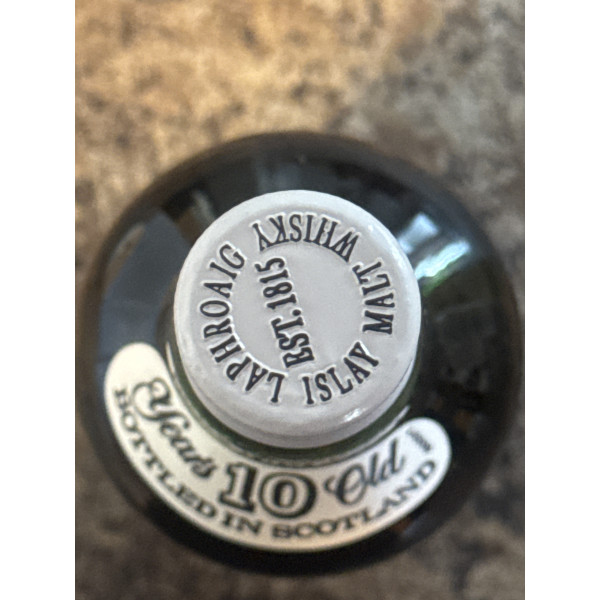 LAPHROAIG
ISLAY MALT WHISKY
EST. 1815
10 Years Old
BOTTLED IN SCOTLAND